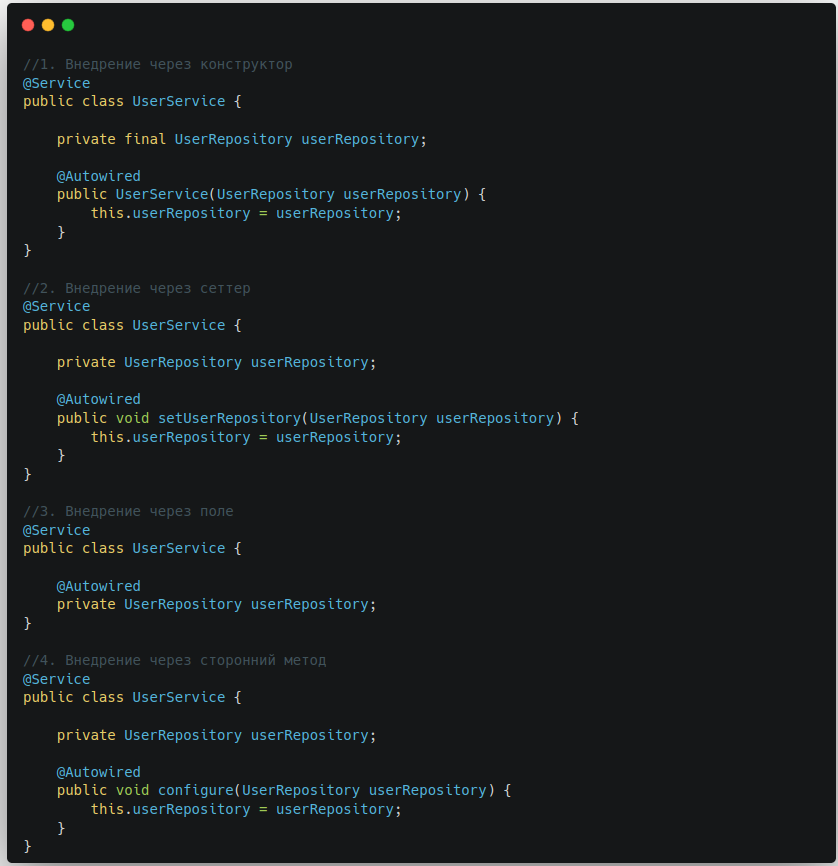 //1. Внедрение через конструктор
@Service
public class UserService {
    private final UserRepository userRepository;
    @Autowired
    public UserService(UserRepository userRepository) {
        this.userRepository = userRepository;
    }
}
//2. Внедрение через сеттер
@Service
public class UserService {
    private UserRepository userRepository;
    @Autowired
    public void setUserRepository(UserRepository userRepository) {
        this.userRepository = userRepository;
    }
}
//3. Внедрение через поле
@Service
public class UserService {
    @Autowired
    private UserRepository userRepository;
}
//4. Внедрение через сторонний метод
@Service
public class UserService {
    private UserRepository userRepository;
    @Autowired
    public void configure(UserRepository userRepository) {
        this.userRepository = userRepository;
    }
}